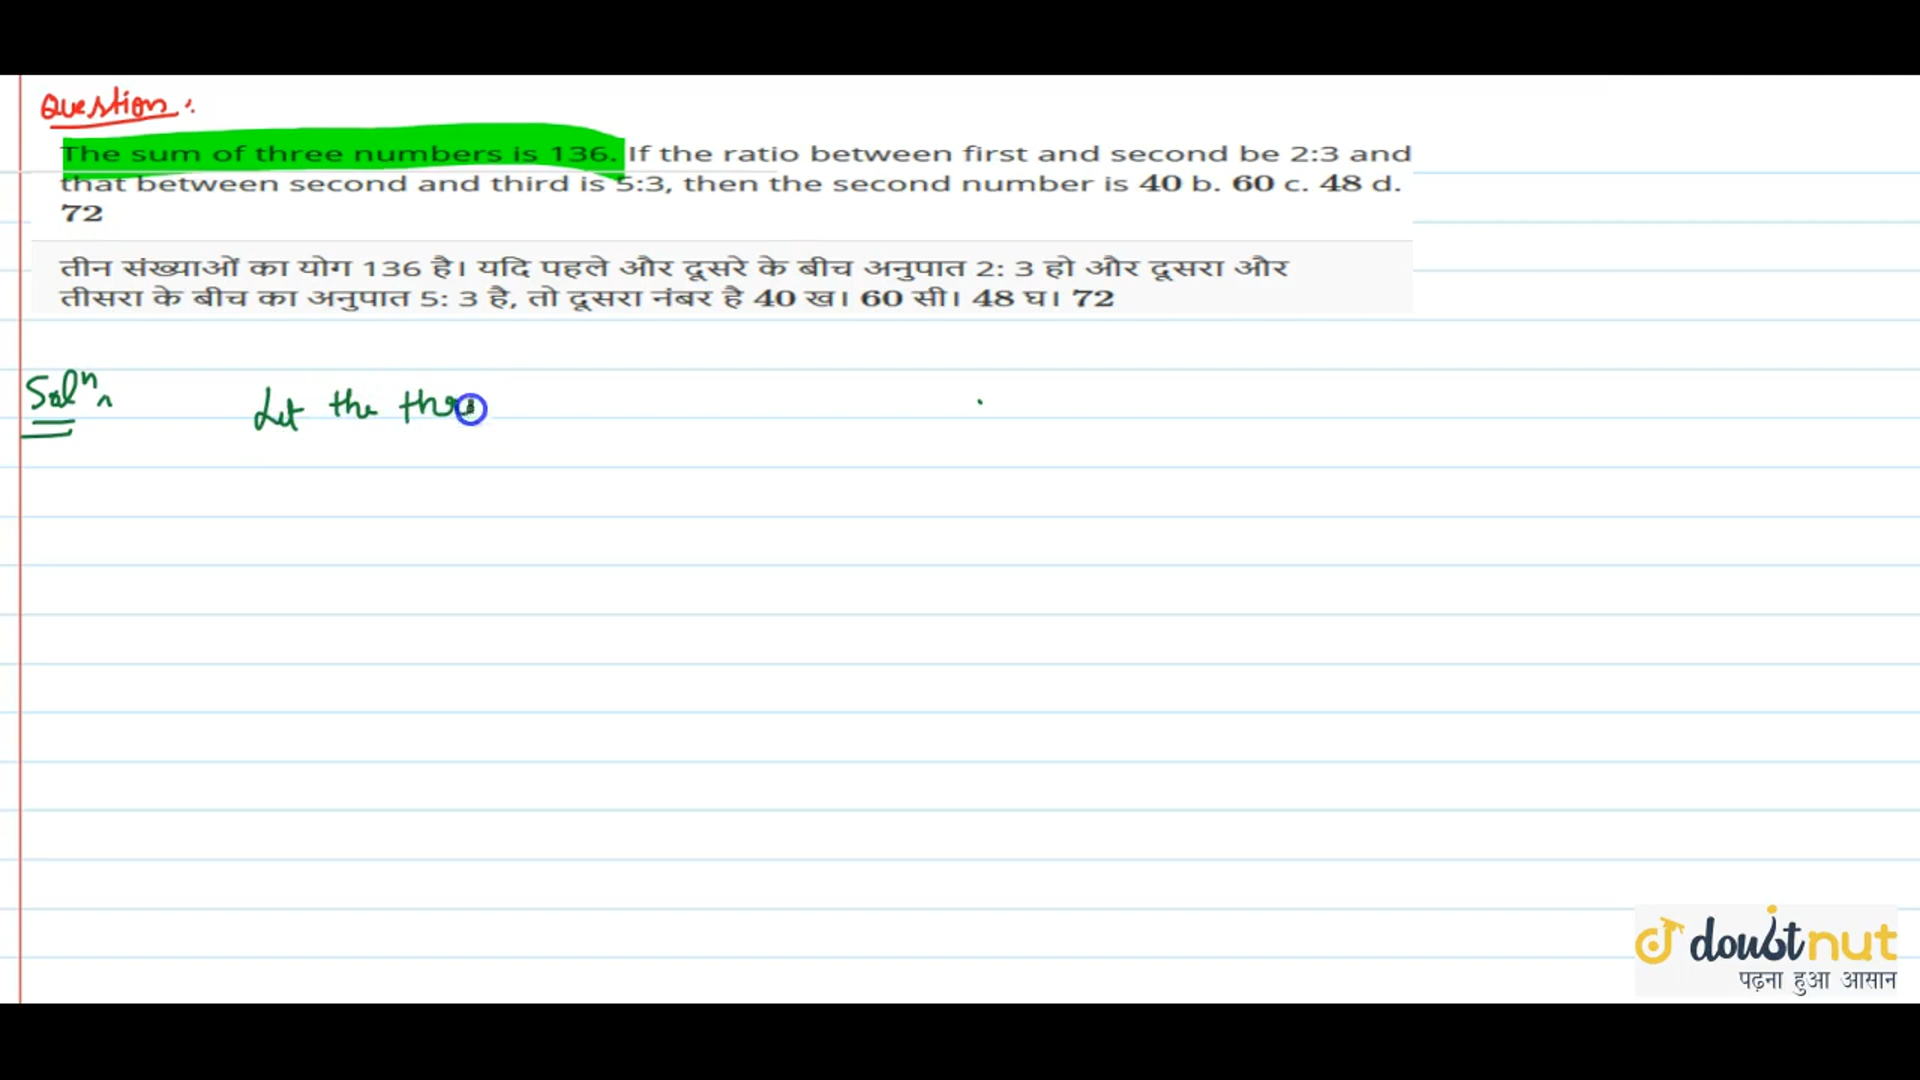 Question:
The sum of three numbers is 136. If the ratio between first and second be 2:3 and
that between second and third is 5:3, then the second number is 40 b. 60 c. 48 d.
72
तीन संख्याओं का योग 136 है। यदि पहले और दूसरे के बीच अनुपात 2: 3 हो और दूसरा और
तीसरा के बीच का अनुपात 5: 3 है, तो दूसरा नंबर है 40 ख। 60 सी। 48 घ। 72
Solⁿ
Let the thre
doubtnut
पढ़ना हुआ आसान